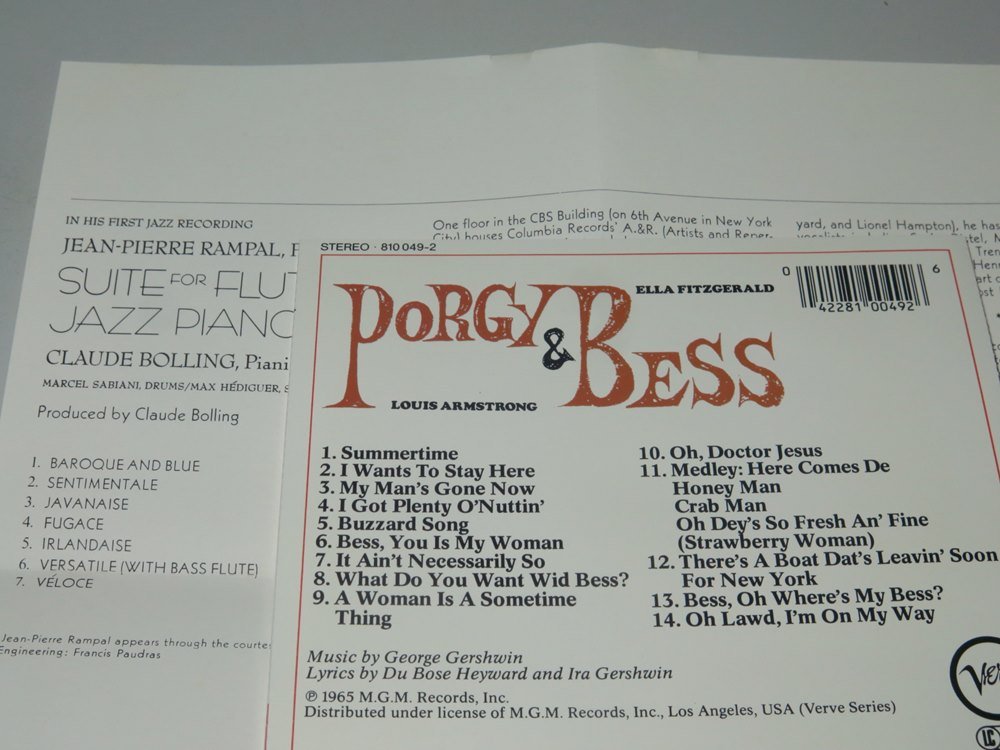 IN HIS FIRST JAZZ RECORDING
JEAN-PIERRE RAMPAL,
SUITE FOR
JAZZ PIANO
CLAUDE BOLLING,
MARCEL SABIANI, DRUMS/MAX HÉDIGUER,
Produced by Claude Bolling
1. BAROQUE AND BLUE
2. SENTIMENTALE
3. JAVANAISE
4. FUGACE
5. IRLANDAISE
6. VERSATILE (WITH BASS FLUTE)
7. VÉLOCE
Jean-Pierre Rampal appears through the
Engineering: Francis Paudras
One floor in the CBS Building (on 6th Avenue in New York
City) houses Columbia Records' A.&R. (Artists and
yard, and Lionel Hampton), he has
STEREO · 810 049-2
PORGY & BESS
ELLA FITZGERALD
LOUIS ARMSTRONG
0 42281 00492 6
1. Summertime
2. I Wants To Stay Here
3. My Man's Gone Now
4. I Got Plenty O'Nuttin'
5. Buzzard Song
6. Bess, You Is My Woman
7. It Ain't Necessarily So
8. What Do You Want Wid Bess?
9. A Woman Is A Sometime
Thing
10. Oh, Doctor Jesus
11. Medley: Here Comes De
Honey Man
Crab Man
Oh Dey's So Fresh An' Fine
(Strawberry Woman)
12. There's A Boat Dat's Leavin' Soon
For New York
13. Bess, Oh Where's My Bess?
14. Oh Lawd, I'm On My Way
Music by George Gershwin
Lyrics by Du Bose Heyward and Ira Gershwin
℗ 1965 M.G.M. Records, Inc.
Distributed under license of M.G.M. Records, Inc., Los Angeles, USA (Verve Series)
LC